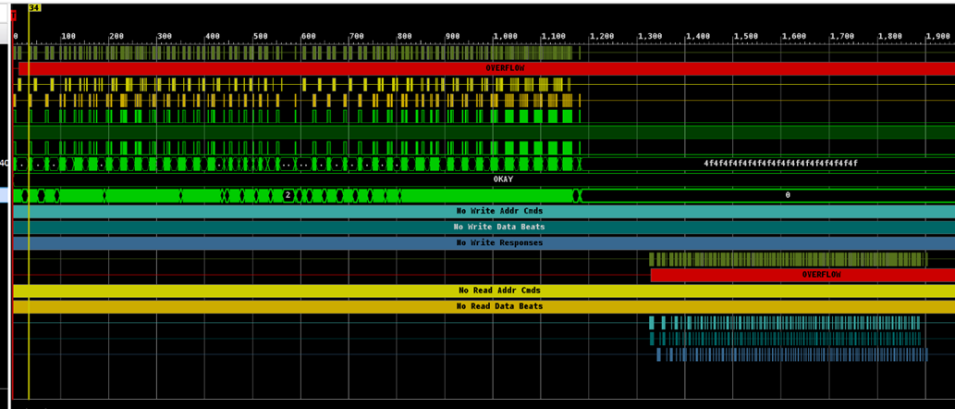 34
0 100 200 300 400 500 600 700 800 900 1,000 1,100 1,200 1,300 1,400 1,500 1,600 1,700 1,800 1,900
OVERFLOW
4f4f4f4f4f4f4f4f4f4f4f4f4f4f4f4f
OKAY
2 0
No Write Addr Cmds
No Write Data Beats
No Write Responses
OVERFLOW
No Read Addr Cmds
No Read Data Beats